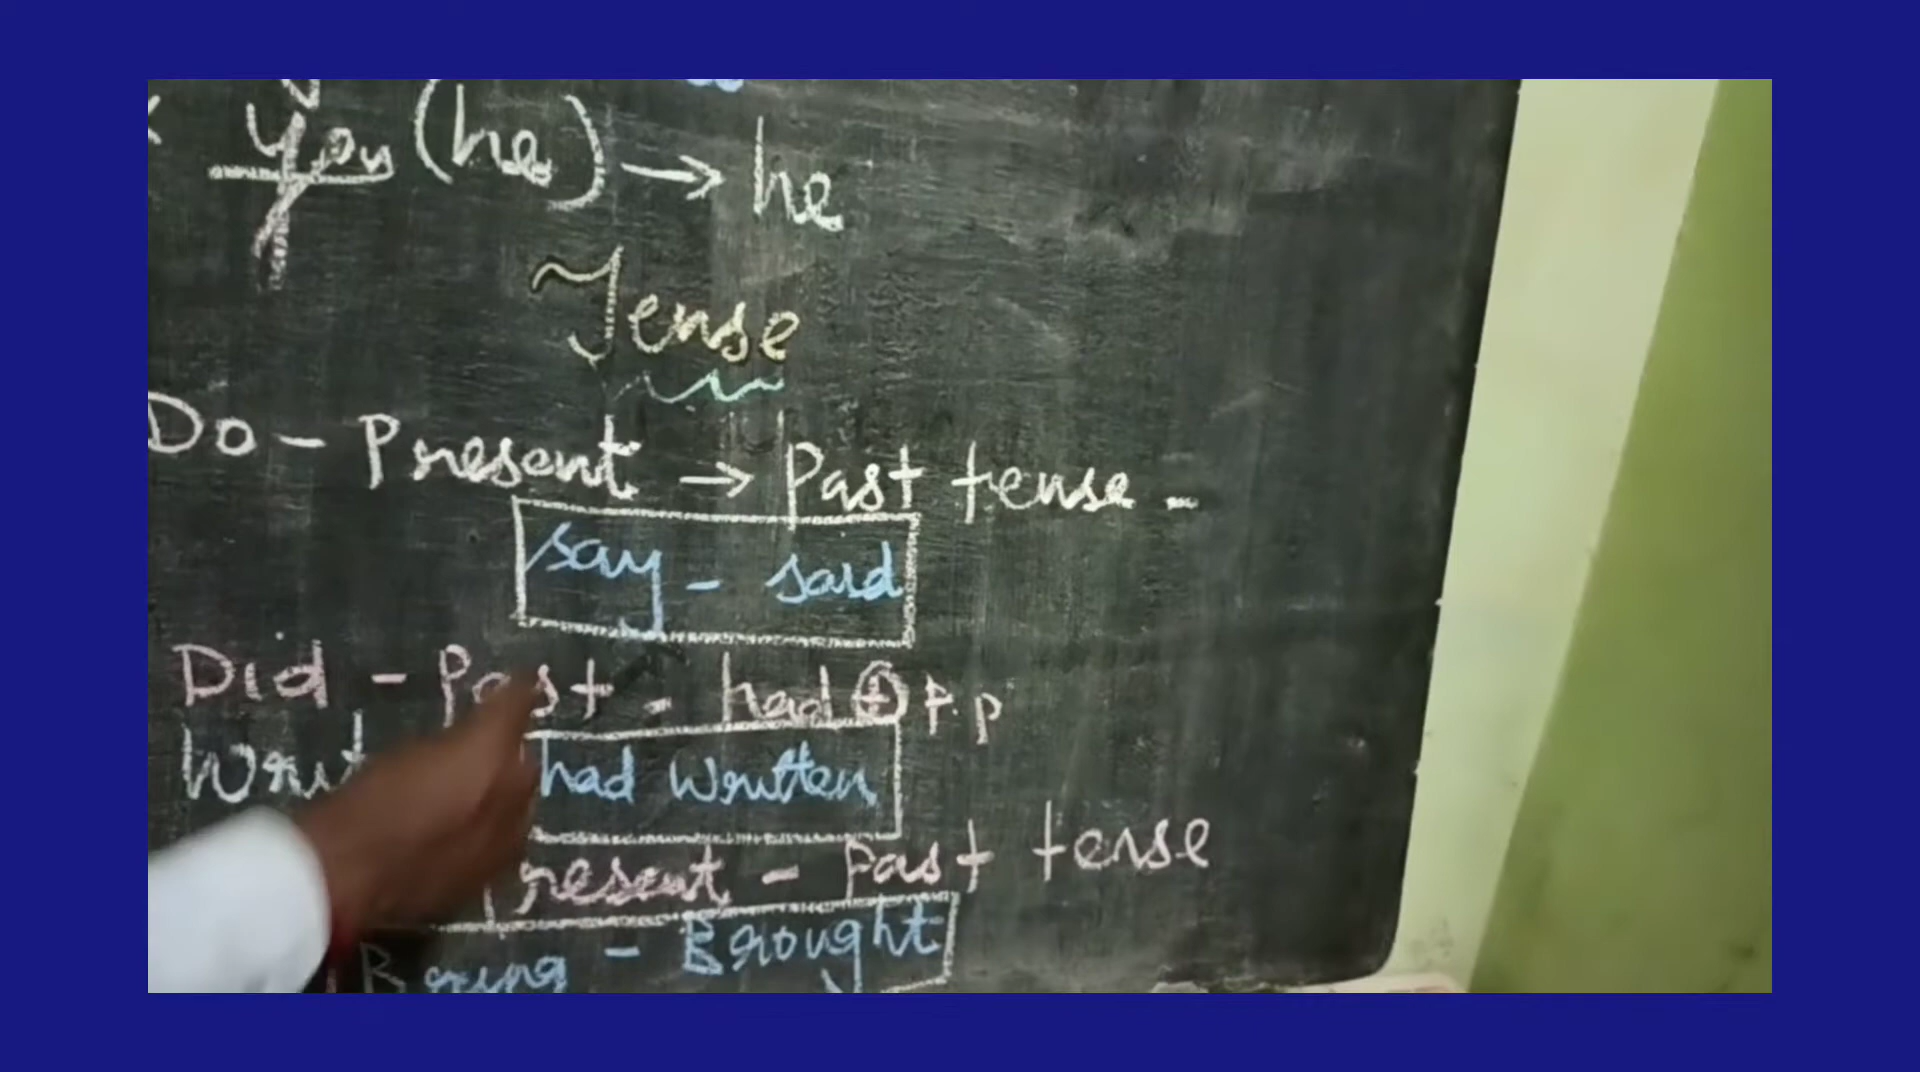 you (he) → he
Tense
Do - Present → Past tense -
say - said
Did - Past - had + P.P
had written
Present - Past tense
Bring - Brought